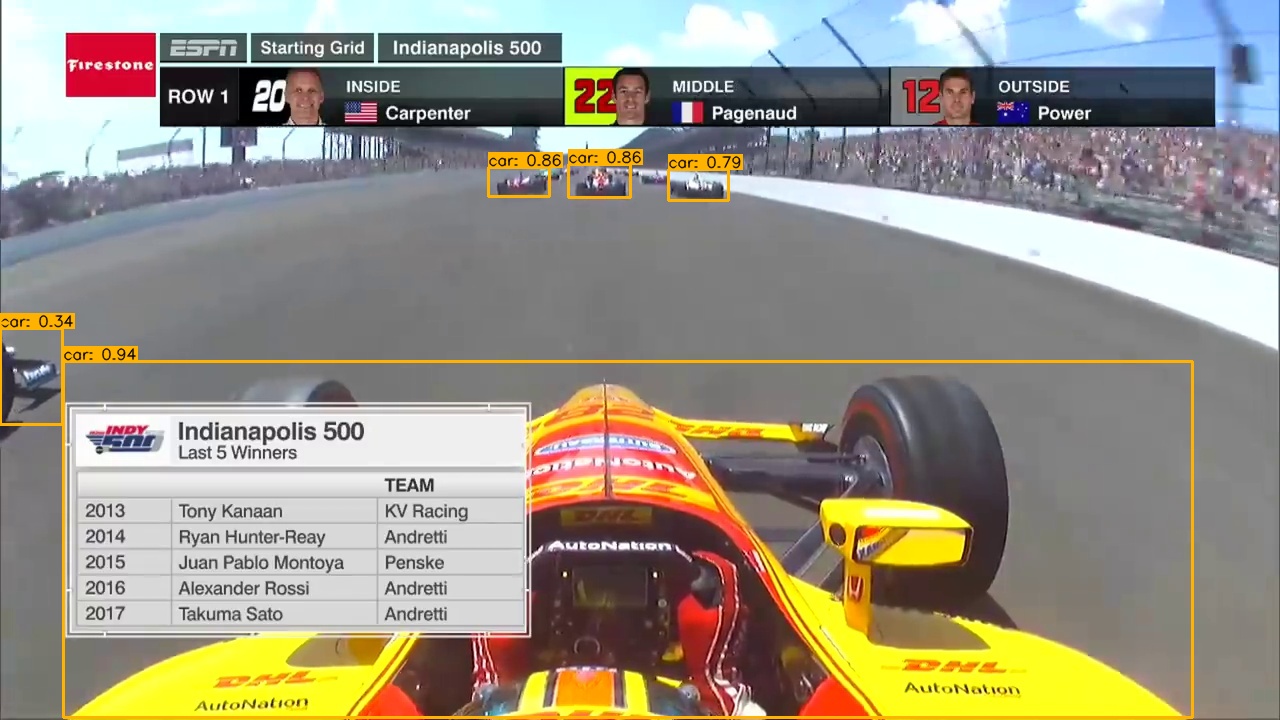 Firestone
ESPN Starting Grid Indianapolis 500
ROW 1 20 INSIDE Carpenter 22 MIDDLE Pagenaud 12 OUTSIDE Power
car: 0.86
car: 0.86
car: 0.79
car: 0.34
car: 0.94
INDY 500
Indianapolis 500
Last 5 Winners
TEAM
2013 Tony Kanaan KV Racing
2014 Ryan Hunter-Reay Andretti
2015 Juan Pablo Montoya Penske
2016 Alexander Rossi Andretti
2017 Takuma Sato Andretti
DHL
AutoNation
DHL
DHL
AutoNation
DHL
AutoNation
DHL
AutoNation